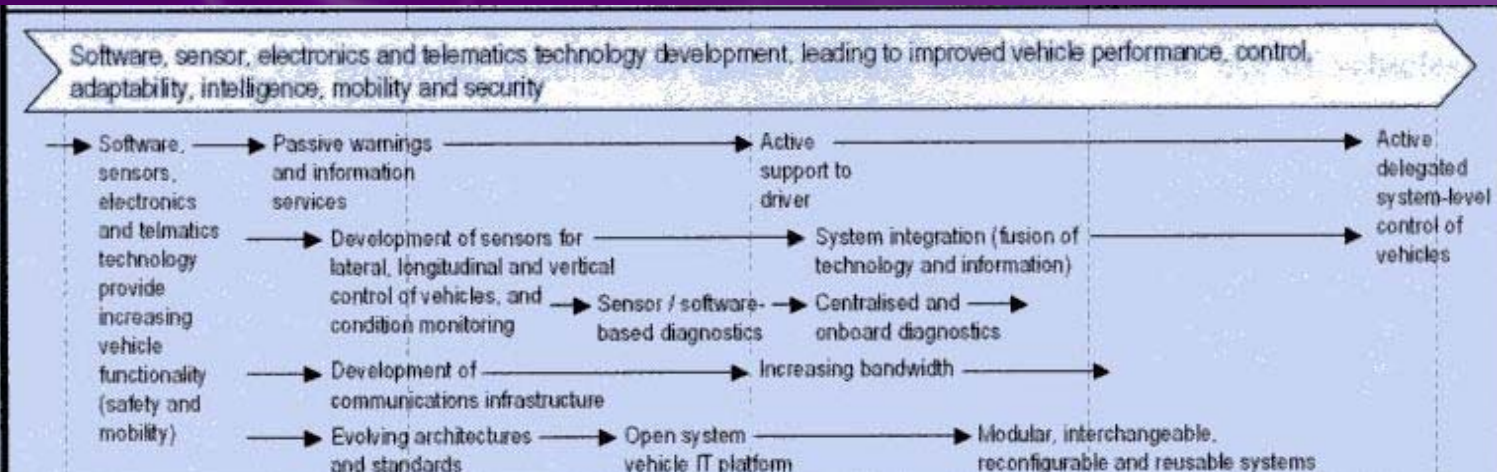 Software, sensor, electronics and telematics technology development, leading to improved vehicle performance, control,
adaptability, intelligence, mobility and security
Software,
sensors,
electronics
and telmatics
technology
provide
increasing
vehicle
functionality
(safety and
mobility)
Passive warnings
and information
services
Active
support to
driver
Active,
delegated
system-level
control of
vehicles
Development of sensors for
lateral, longitudinal and vertical
control of vehicles, and
condition monitoring
System integration (fusion of
technology and information)
Sensor / software-
based diagnostics
Centralised and
onboard diagnostics
Development of
communications infrastructure
Increasing bandwidth
Evolving architectures
and standards
Open system
vehicle IT platform
Modular, interchangeable,
reconfigurable and reusable systems